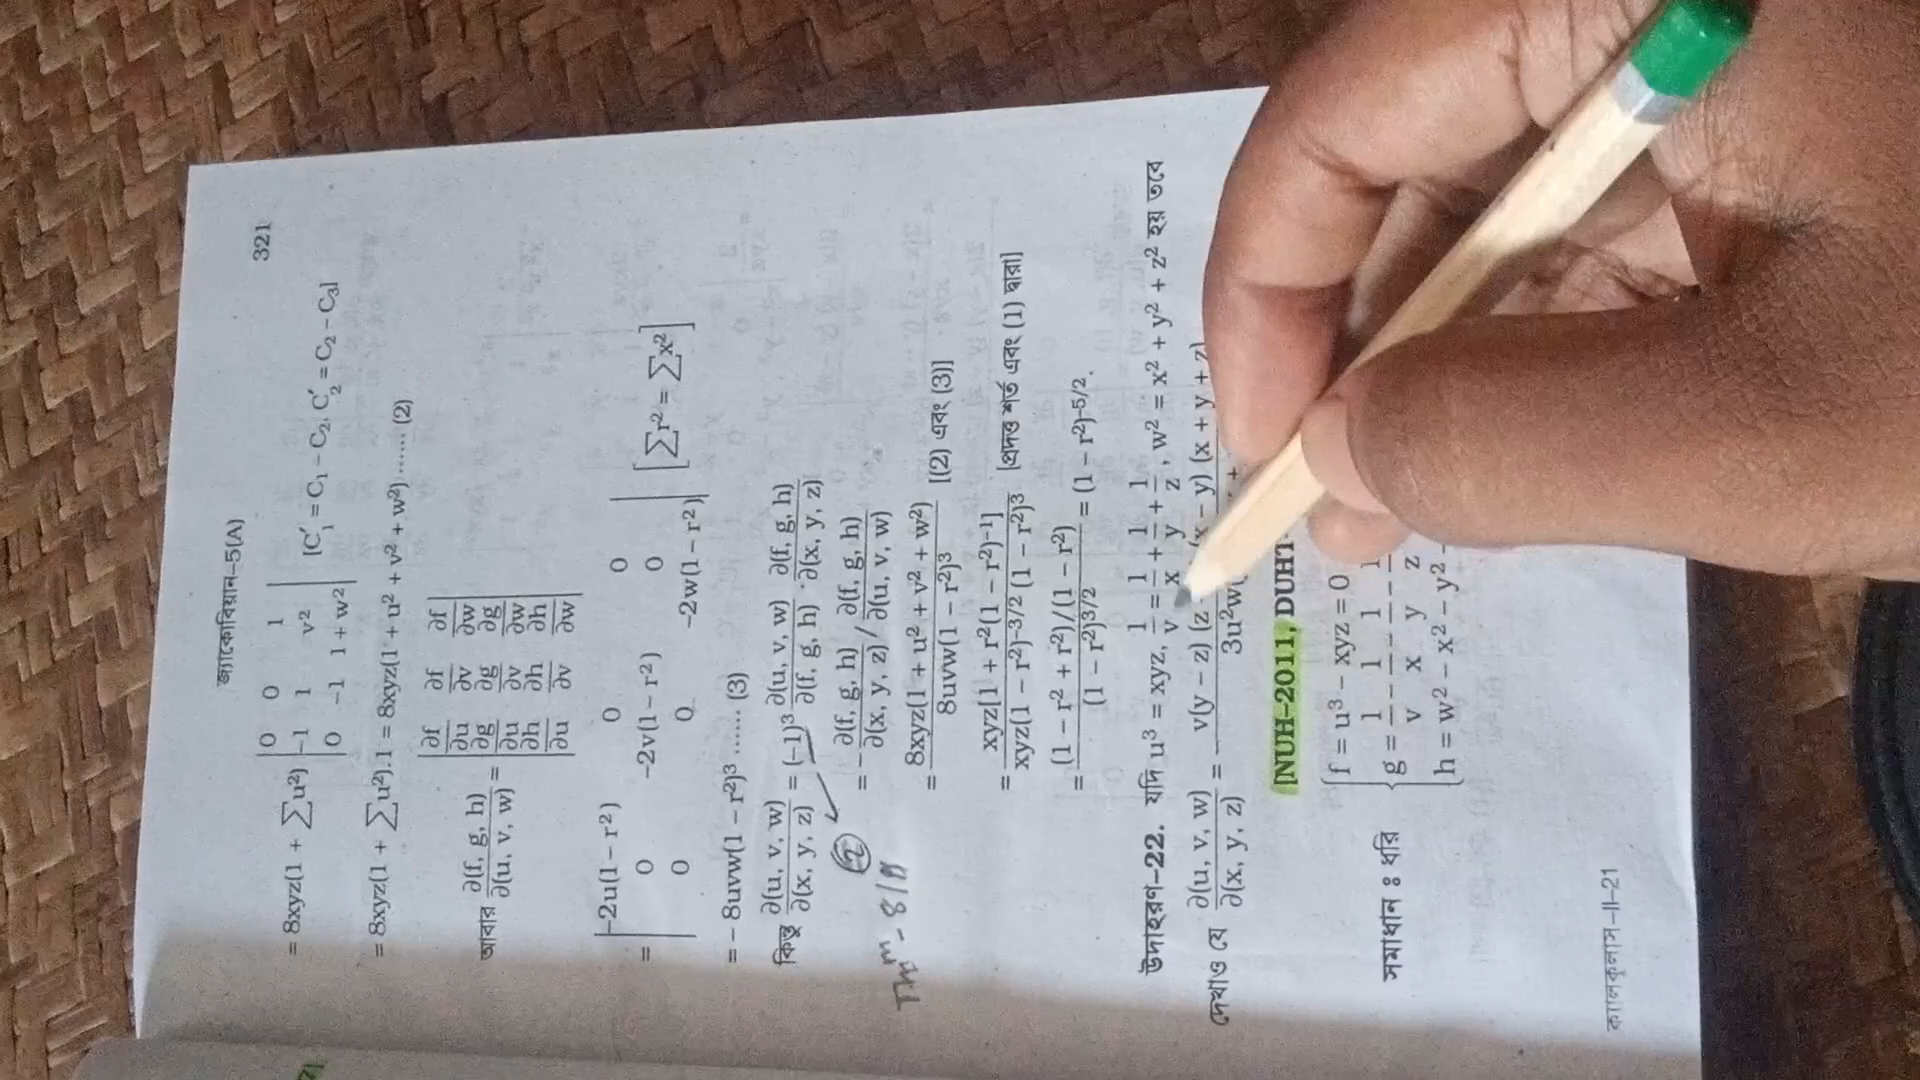 জ্যাকোবিয়ান–5(A) 321
= 8xyz(1 + ∑u²) | 0 0 1 | -1 1 v² | 0 -1 1 + w² | [C′₁ = C₁ – C₂, C′₂ = C₂ – C₃]
= 8xyz(1 + ∑u²).1 = 8xyz(1 + u² + v² + w²) ...... (2)
আবার ∂(f, g, h)/∂(u, v, w) = | ∂f/∂u ∂f/∂v ∂f/∂w | ∂g/∂u ∂g/∂v ∂g/∂w | ∂h/∂u ∂h/∂v ∂h/∂w |
= | –2u(1 – r²) 0 0 | 0 –2v(1 – r²) 0 | 0 0 –2w(1 – r²) | [∑r² = ∑x²]
= – 8uvw(1 – r²)³ ...... (3)
কিন্তু ∂(u, v, w)/∂(x, y, z) = (–1)³ ∂(u, v, w)/∂(f, g, h) · ∂(f, g, h)/∂(x, y, z)
= – ∂(f, g, h)/∂(x, y, z) / ∂(f, g, h)/∂(u, v, w)
= 8xyz(1 + u² + v² + w²)/8uvw(1 – r²)³ [(2) এবং (3)]
= xyz[1 + r²(1 – r²)⁻¹]/xyz(1 – r²)^–3/2 (1 – r²)³ [প্রদত্ত শর্ত এবং (1) দ্বারা]
= (1 – r² + r²)/(1 – r²)/(1 – r²)^3/2 = (1 – r²)^–5/2.
উদাহরণ–22. যদি u³ = xyz, 1/v = 1/x + 1/y + 1/z, w² = x² + y² + z² হয় তবে
দেখাও যে ∂(u, v, w)/∂(x, y, z) = – v(y – z) (z – x – y) (x + y + z)/3u²w(
[NUH–2011, DUHT
সমাধান ঃ ধরি { f = u³ – xyz = 0
g = 1/v – 1/x – 1/y – 1/z
h = w² – x² – y² –
ক্যালকুলাস–II–21